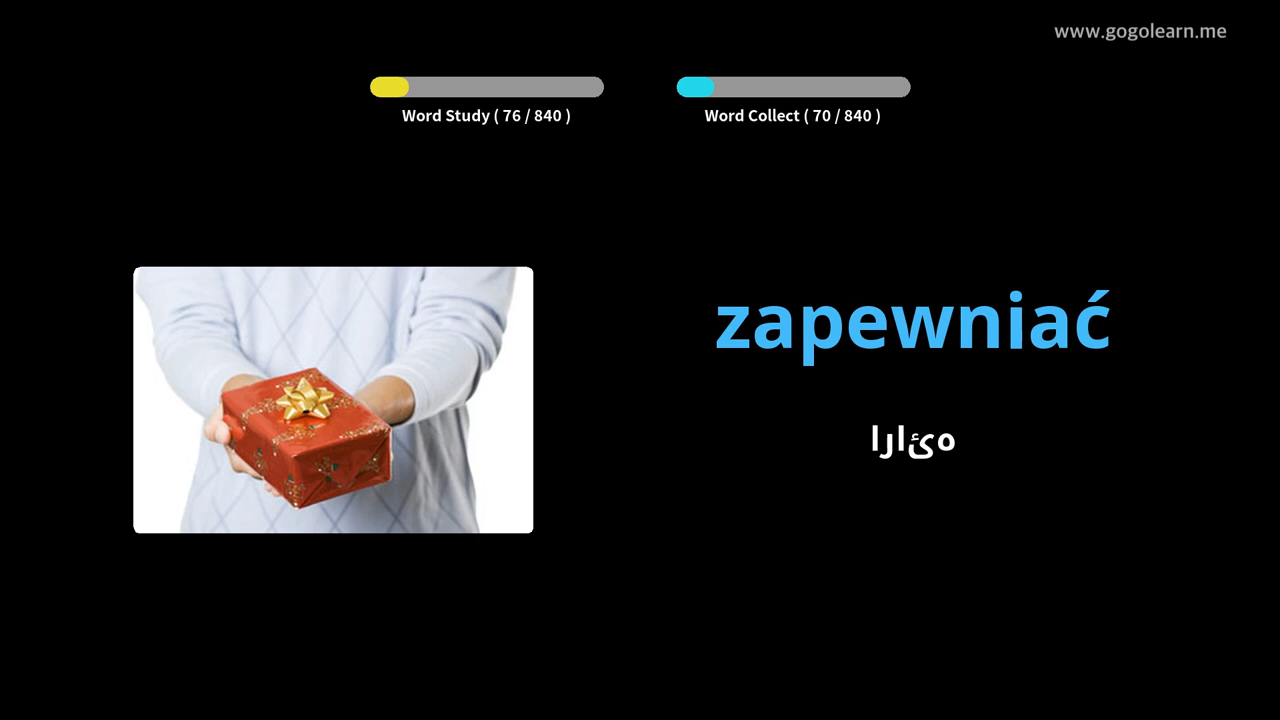 www.gogolearn.me
Word Study ( 76 / 840 )
Word Collect ( 70 / 840 )
zapewniać
ارائه